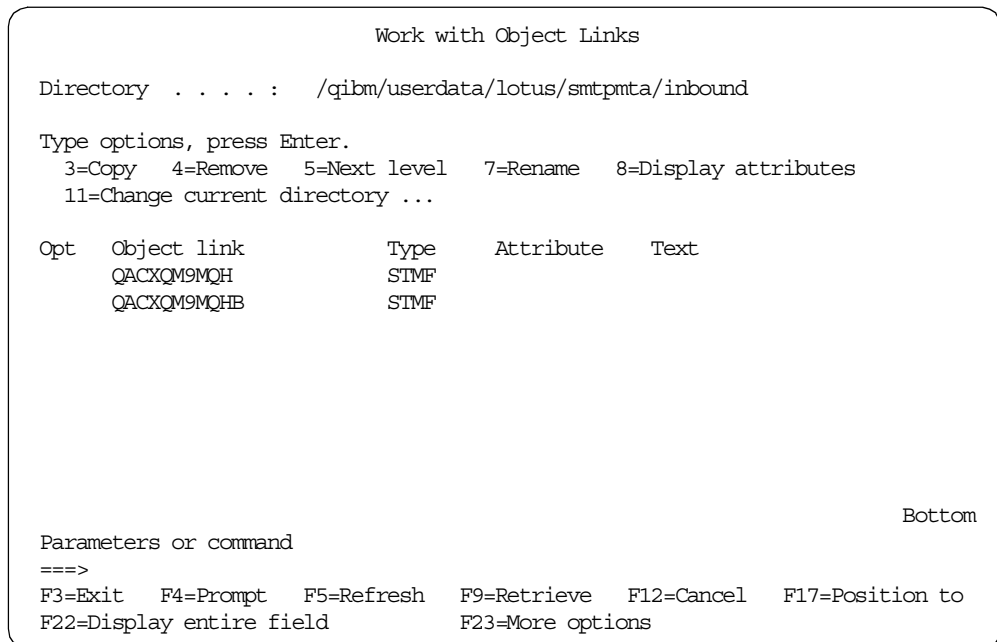 Work with Object Links
Directory . . . . : /qibm/userdata/lotus/smtpmta/inbound
Type options, press Enter.
3=Copy 4=Remove 5=Next level 7=Rename 8=Display attributes
11=Change current directory ...
Opt Object link Type Attribute Text
QACXQM9MQH STMF
QACXQM9MQHB STMF
Bottom
Parameters or command
===>
F3=Exit F4=Prompt F5=Refresh F9=Retrieve F12=Cancel F17=Position to
F22=Display entire field F23=More options